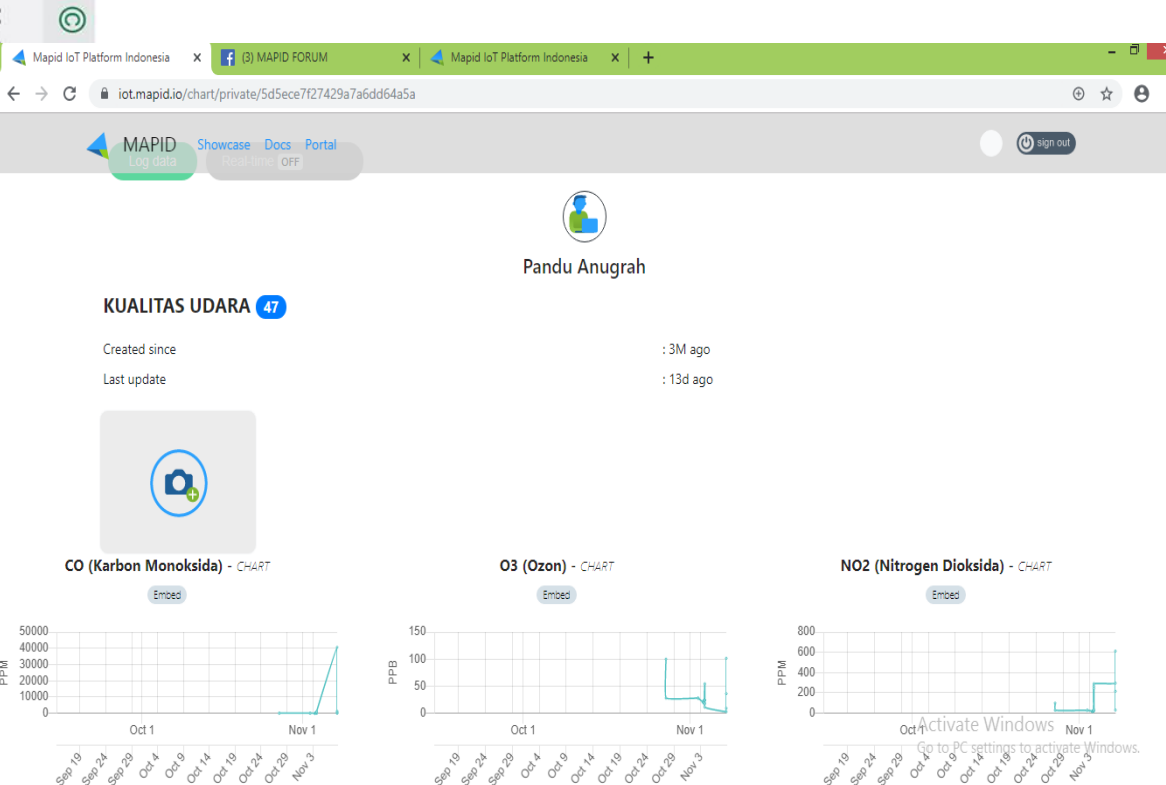 Mapid IoT Platform Indonesia
(3) MAPID FORUM
Mapid IoT Platform Indonesia
iot.mapid.io/chart/private/5d5ece7f27429a7a6dd64a5a
MAPID
Showcase
Docs
Portal
sign out
Log data
Real-time OFF
Pandu Anugrah
KUALITAS UDARA 47
Created since : 3M ago
Last update : 13d ago
CO (Karbon Monoksida) - CHART
Embed
50000
40000
30000
20000
10000
0
PPM
Oct 1 Nov 1
Sep 19 Sep 24 Sep 29 Oct 4 Oct 9 Oct 14 Oct 19 Oct 24 Oct 29 Nov 3
O3 (Ozon) - CHART
Embed
150
100
50
0
PPB
Oct 1 Nov 1
Sep 19 Sep 24 Sep 29 Oct 4 Oct 9 Oct 14 Oct 19 Oct 24 Oct 29 Nov 3
NO2 (Nitrogen Dioksida) - CHART
Embed
800
600
400
200
0
PPM
Oct 1 Nov 1
Sep 19 Sep 24 Sep 29 Oct 4 Oct 9 Oct 14 Oct 19 Oct 24 Oct 29 Nov 3
Activate Windows
Go to PC settings to activate Windows.